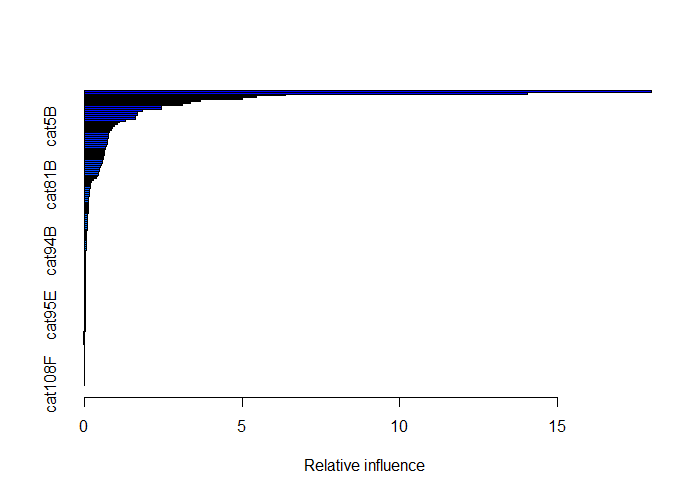 cat5B
cat81B
cat94B
cat95E
cat108F
0 5 10 15
Relative influence